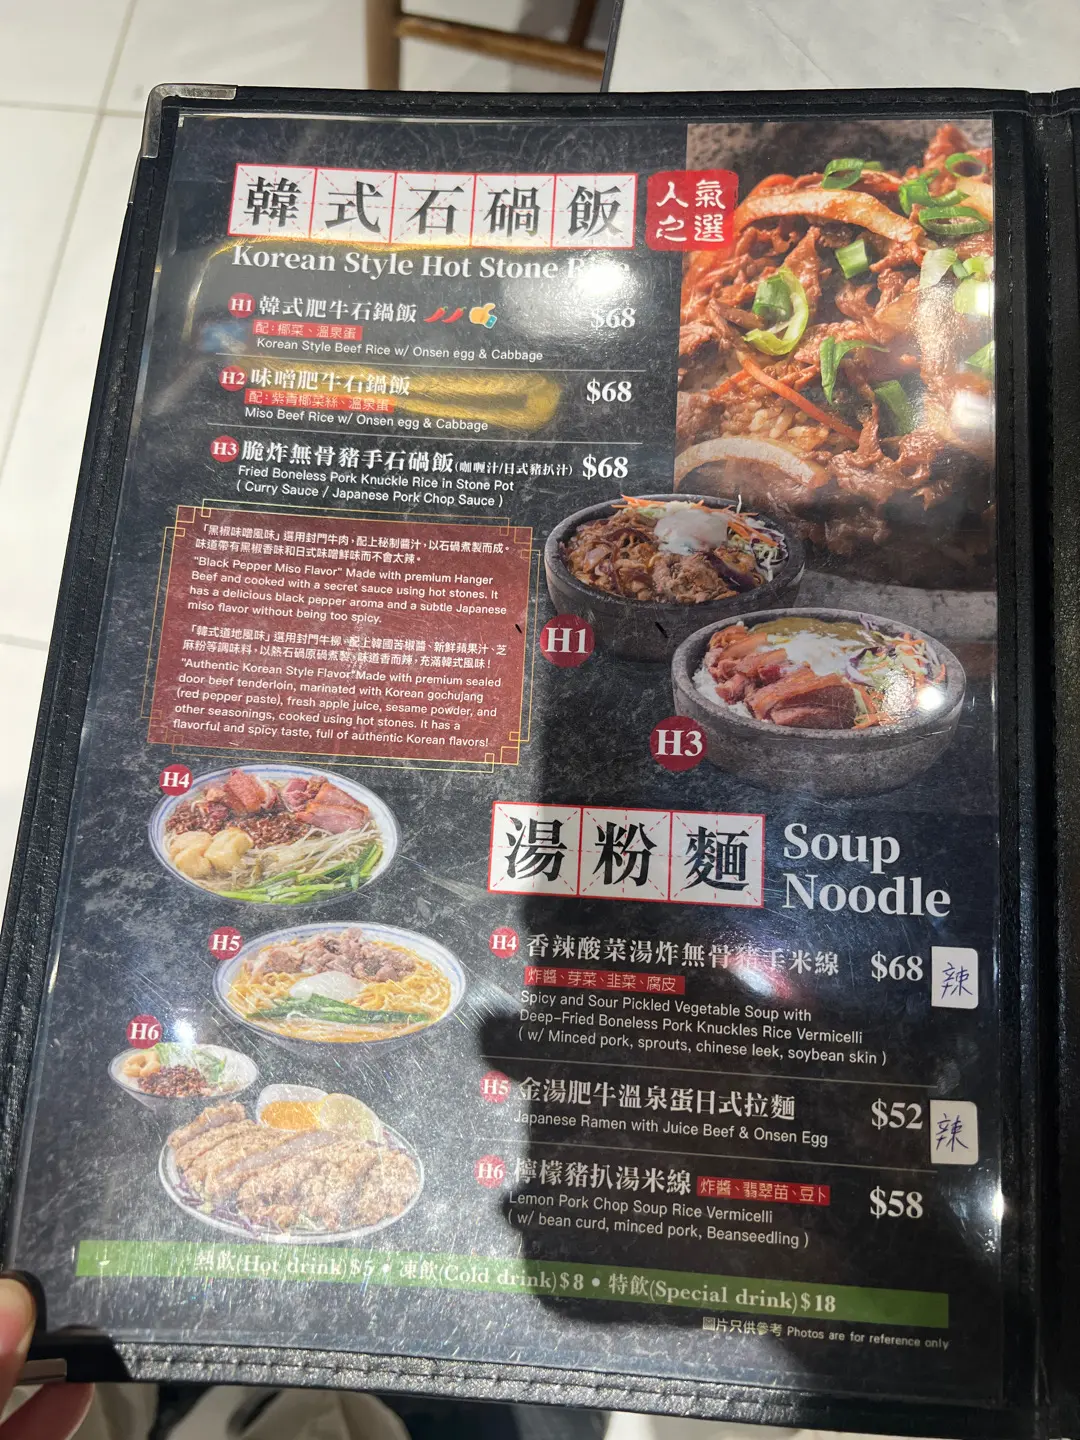 韓式石碢飯
人氣之選
Korean Style Hot Stone
H1 韓式肥牛石鍋飯
$68
配：椰菜、溫泉蛋
Korean Style Beef Rice w/ Onsen egg & Cabbage
H2 味噌肥牛石鍋飯
$68
配：紫青椰菜絲、溫泉蛋
Miso Beef Rice w/ Onsen egg & Cabbage
H3 脆炸無骨豬手石鍋飯(咖喱汁/日式豬扒汁) $68
Fried Boneless Pork Knuckle Rice in Stone Pot
( Curry Sauce / Japanese Pork Chop Sauce )
「黑椒味噌風味」選用封門牛肉，配上秘制醬汁，以石鍋煮製而成。
味道帶有黑椒香味和日式味噌鮮味而不會太辣。
"Black Pepper Miso Flavor" Made with premium Hanger
Beef and cooked with a secret sauce using hot stones. It
has a delicious black pepper aroma and a subtle Japanese
miso flavor without being too spicy.
「韓式道地風味」選用封門牛柳，配上韓國苦椒醬、新鮮蘋果汁、芝
麻粉等調味料，以熱石鍋原鍋煮製，味道香而辣，充滿韓式風味！
"Authentic Korean Style Flavor"Made with premium sealed
door beef tenderloin, marinated with Korean gochujang
(red pepper paste), fresh apple juice, sesame powder, and
other seasonings, cooked using hot stones. It has a
flavorful and spicy taste, full of authentic Korean flavors!
H1
H3
H4
H5
H6
湯粉麵
Soup
Noodle
H4 香辣酸菜湯炸無骨豬手米線 $68 辣
炸醬、芽菜、韭菜、腐皮
Spicy and Sour Pickled Vegetable Soup with
Deep-Fried Boneless Pork Knuckles Rice Vermicelli
( w/ Minced pork, sprouts, chinese leek, soybean skin )
H5 金湯肥牛溫泉蛋日式拉麵 $52 辣
Japanese Ramen with Juice Beef & Onsen Egg
H6 檸檬豬扒湯米線 炸醬、翡翠苗、豆卜 $58
Lemon Pork Chop Soup Rice Vermicelli
( w/ bean curd, minced pork, Beanseedling )
熱飲(Hot drink)$5 • 凍飲(Cold drink)$8 • 特飲(Special drink)$18
圖片只供參考 Photos are for reference only